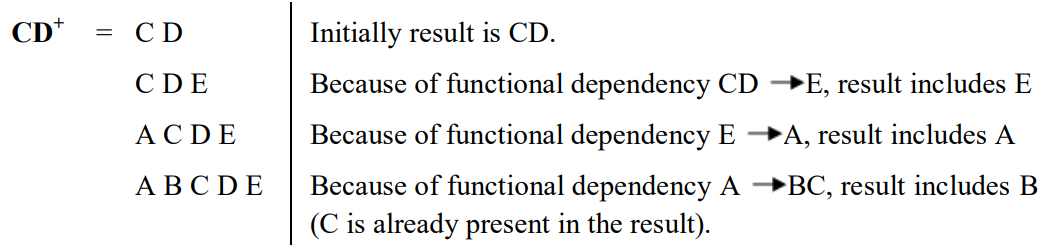 CD⁺ = C D Initially result is CD.
C D E Because of functional dependency CD →E, result includes E
A C D E Because of functional dependency E →A, result includes A
A B C D E Because of functional dependency A →BC, result includes B
(C is already present in the result).